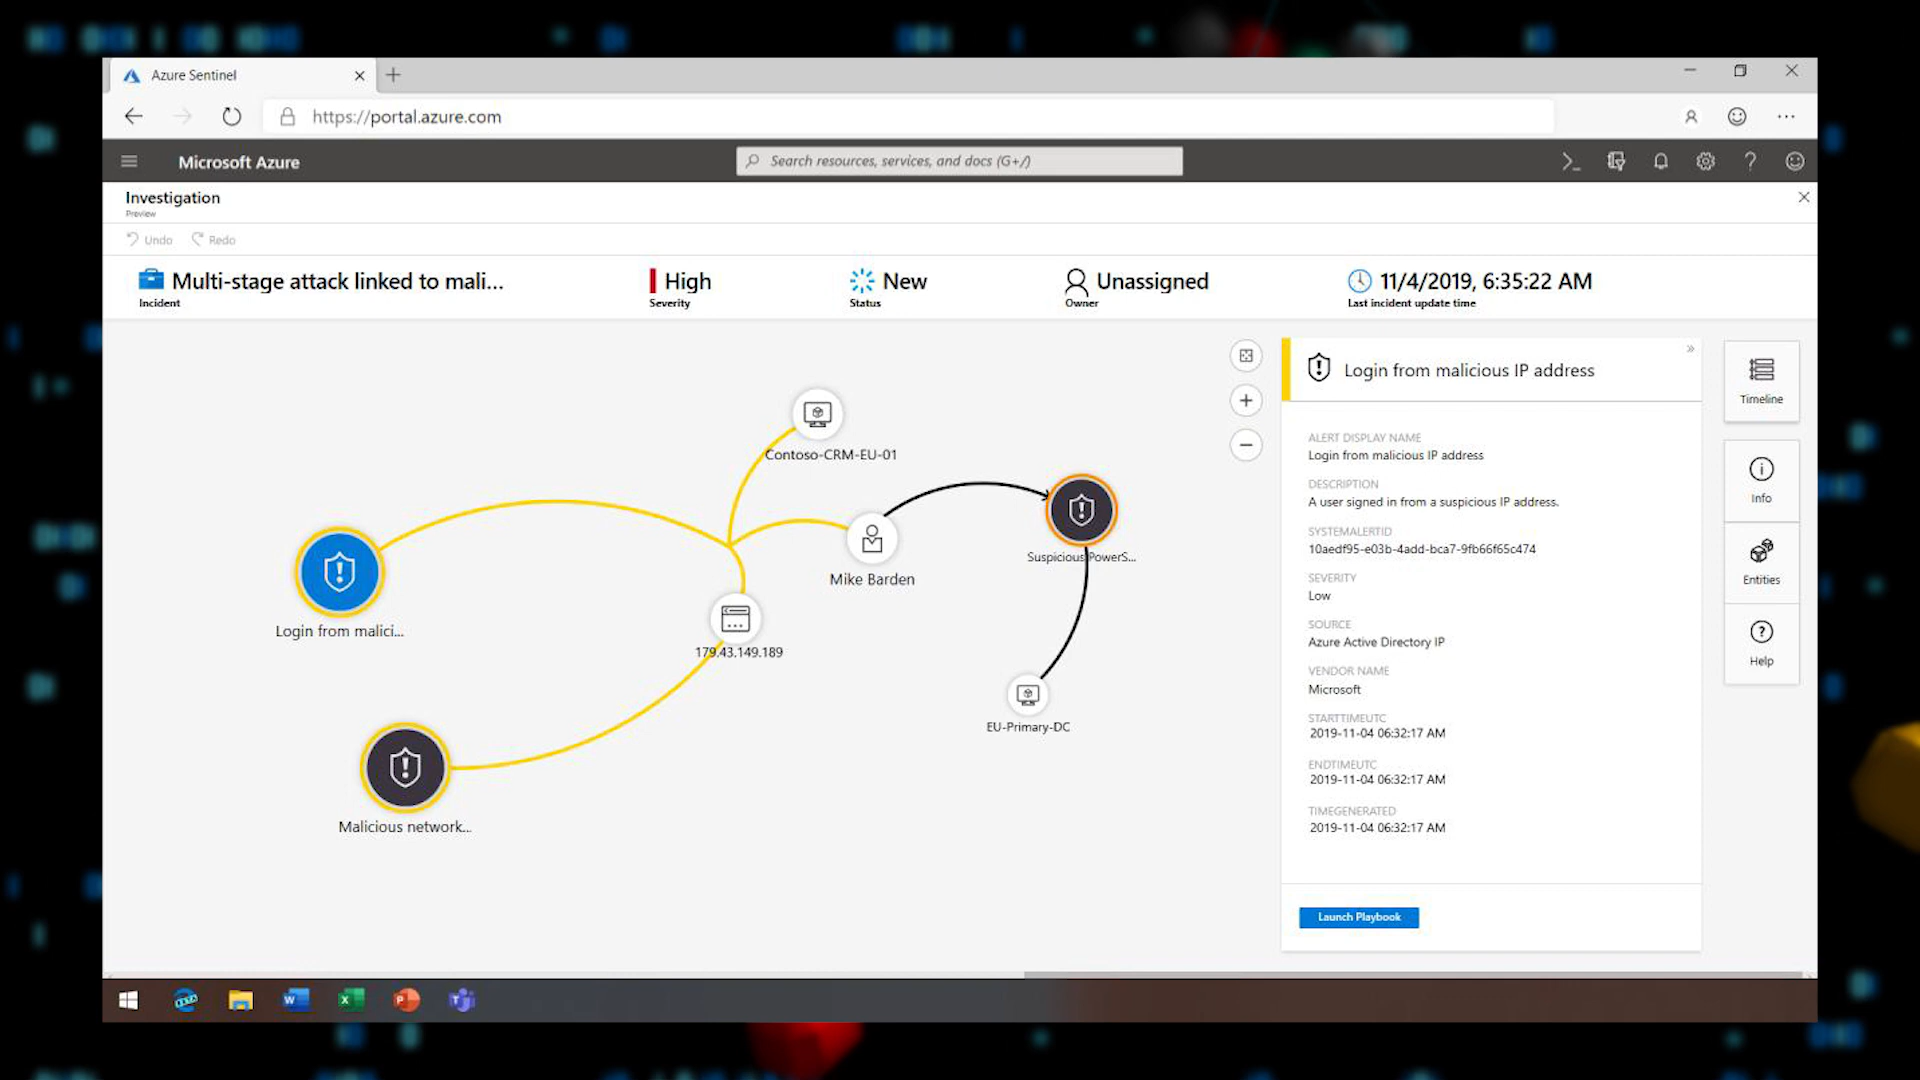 Azure Sentinel
https://portal.azure.com
Microsoft Azure
Search resources, services, and docs (G+/)
Investigation
Preview
Undo Redo
Multi-stage attack linked to mali...
Incident
High
Severity
New
Status
Unassigned
Owner
11/4/2019, 6:35:22 AM
Last incident update time
Contoso-CRM-EU-01
Mike Barden
Suspicious PowerS...
Login from malici...
179.43.149.189
EU-Primary-DC
Malicious network...
Login from malicious IP address
ALERT DISPLAY NAME
Login from malicious IP address
DESCRIPTION
A user signed in from a suspicious IP address.
SYSTEMALERTID
10aedf95-e03b-4add-bca7-9fb66f65c474
SEVERITY
Low
SOURCE
Azure Active Directory IP
VENDOR NAME
Microsoft
STARTTIMEUTC
2019-11-04 06:32:17 AM
ENDTIMEUTC
2019-11-04 06:32:17 AM
TIMEGENERATED
2019-11-04 06:32:17 AM
Launch Playbook
Timeline
Info
Entities
Help